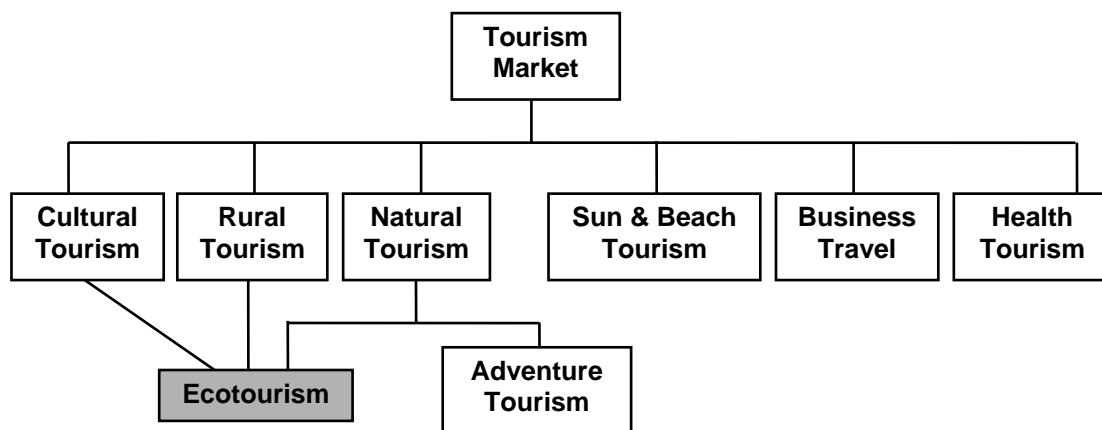 Tourism
Market
Cultural
Tourism
Rural
Tourism
Natural
Tourism
Sun & Beach
Tourism
Business
Travel
Health
Tourism
Ecotourism
Adventure
Tourism